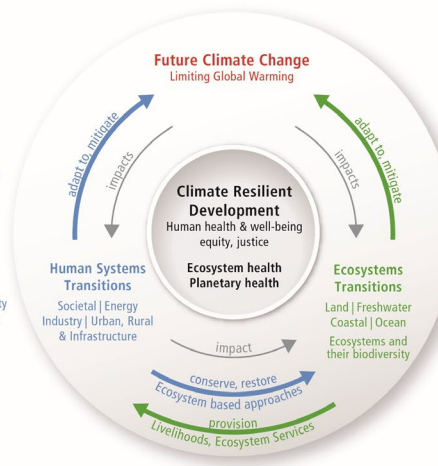 Future Climate Change
Limiting Global Warming
adapt to, mitigate
impacts
impacts
adapt to, mitigate
Climate Resilient
Development
Human health & well-being
equity, justice
Ecosystem health
Planetary health
Human Systems
Transitions
Societal | Energy
Industry | Urban, Rural
& Infrastructure
Ecosystems
Transitions
Land | Freshwater
Coastal | Ocean
Ecosystems and
their biodiversity
impact
conserve, restore
Ecosystem based approaches
provision
Livelihoods, Ecosystem Services